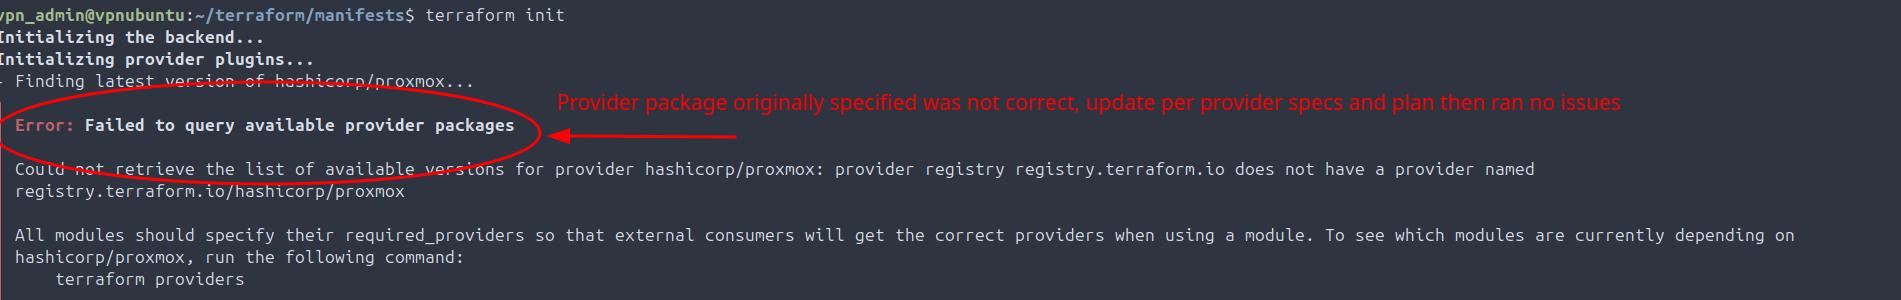 vpn_admin@vpnubuntu:~/terraform/manifests$ terraform init
Initializing the backend...
Initializing provider plugins...
- Finding latest version of hashicorp/proxmox...
Provider package originally specified was not correct, update per provider specs and plan then ran no issues
Error: Failed to query available provider packages
Could not retrieve the list of available versions for provider hashicorp/proxmox: provider registry registry.terraform.io does not have a provider named
registry.terraform.io/hashicorp/proxmox
All modules should specify their required_providers so that external consumers will get the correct providers when using a module. To see which modules are currently depending on
hashicorp/proxmox, run the following command:
terraform providers